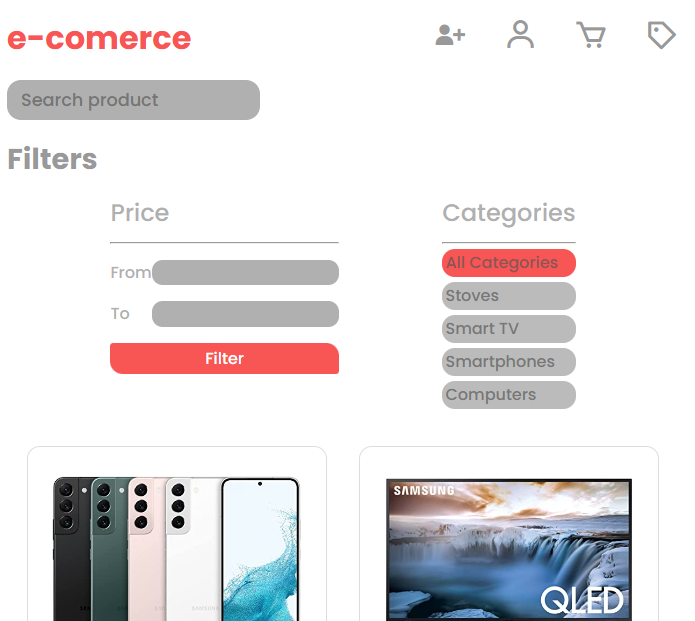 e-comerce
Search product
Filters
Price
From
To
Filter
Categories
All Categories
Stoves
Smart TV
Smartphones
Computers
SAMSUNG
QLED